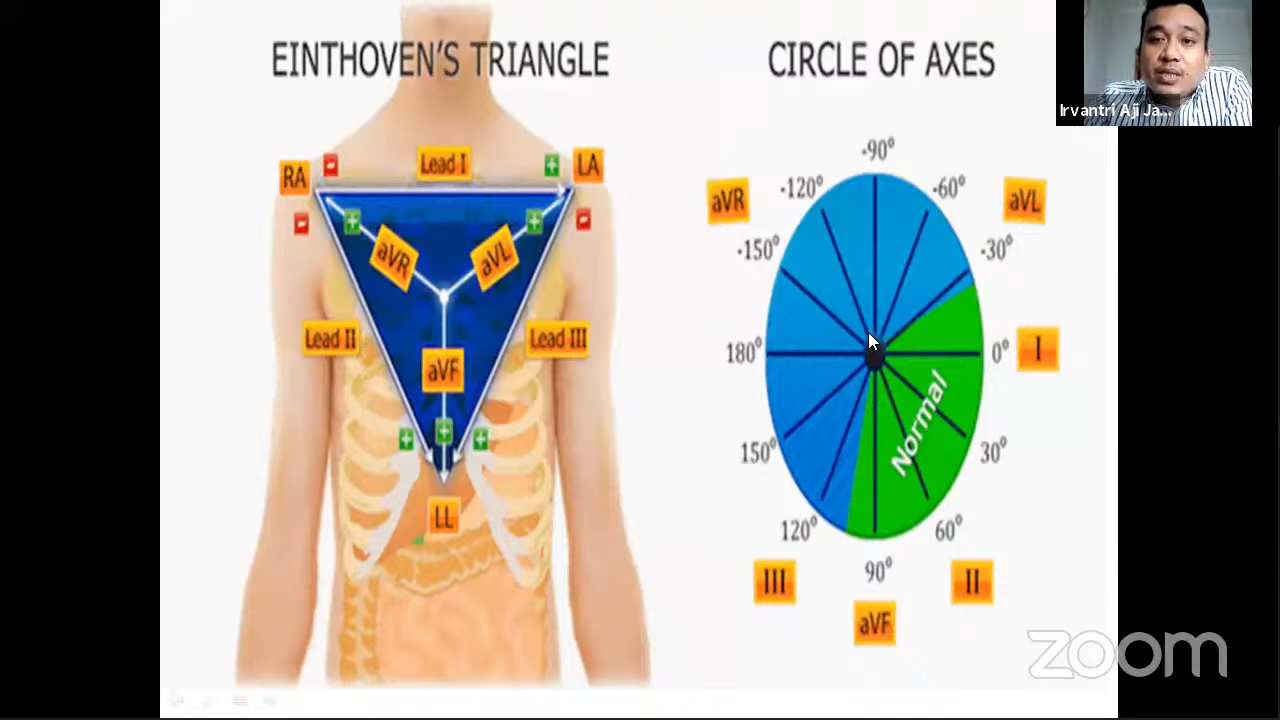 EINTHOVEN'S TRIANGLE
RA
-
Lead I
+
LA
-
+
aVR
aVL
+
-
Lead II
aVF
Lead III
+
+
+
LL
CIRCLE OF AXES
-90°
-120°
-60°
aVR
aVL
-150°
-30°
180°
0°
I
Normal
150°
30°
120°
60°
III
90°
II
aVF
Irvantri Aji Ja...
zoom